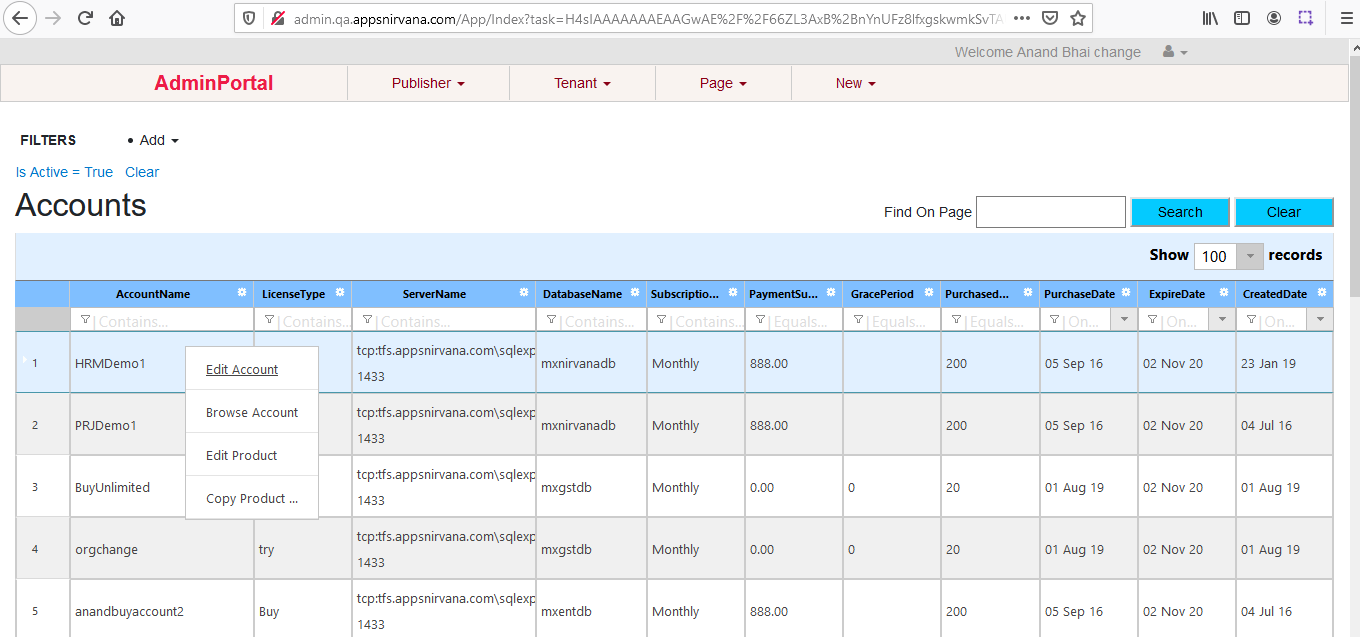 admin.qa.appsnirvana.com/App/Index?task=H4sIAAAAAAAEAAGwAE%2F%2F66ZL3AxB%2BnYnUFz8lfxgskwmkSvTA
Welcome Anand Bhai change
AdminPortal Publisher Tenant Page New
FILTERS • Add
Is Active = True Clear
Accounts
Find On Page Search Clear
Show 100 records
AccountName LicenseType ServerName DatabaseName Subscriptio... PaymentSu... GracePeriod Purchased... PurchaseDate ExpireDate CreatedDate
Contains... Contains... Contains... Contains... Contains... Equals... Equals... Equals... On... On... On...
1 HRMDemo1 tcp:tfs.appsnirvana.com\sqlexp mxnirvanadb Monthly 888.00 200 05 Sep 16 02 Nov 20 23 Jan 19
1433
Edit Account
Browse Account
Edit Product
Copy Product ...
2 PRJDemo1 tcp:tfs.appsnirvana.com\sqlexp mxnirvanadb Monthly 888.00 200 05 Sep 16 02 Nov 20 04 Jul 16
1433
3 BuyUnlimited tcp:tfs.appsnirvana.com\sqlexp mxgstdb Monthly 0.00 0 20 01 Aug 19 02 Nov 20 01 Aug 19
1433
4 orgchange try tcp:tfs.appsnirvana.com\sqlexp mxgstdb Monthly 0.00 0 20 01 Aug 19 02 Nov 20 01 Aug 19
1433
5 anandbuyaccount2 Buy tcp:tfs.appsnirvana.com\sqlexp mxentdb Monthly 888.00 200 05 Sep 16 02 Nov 20 04 Jul 16
1433